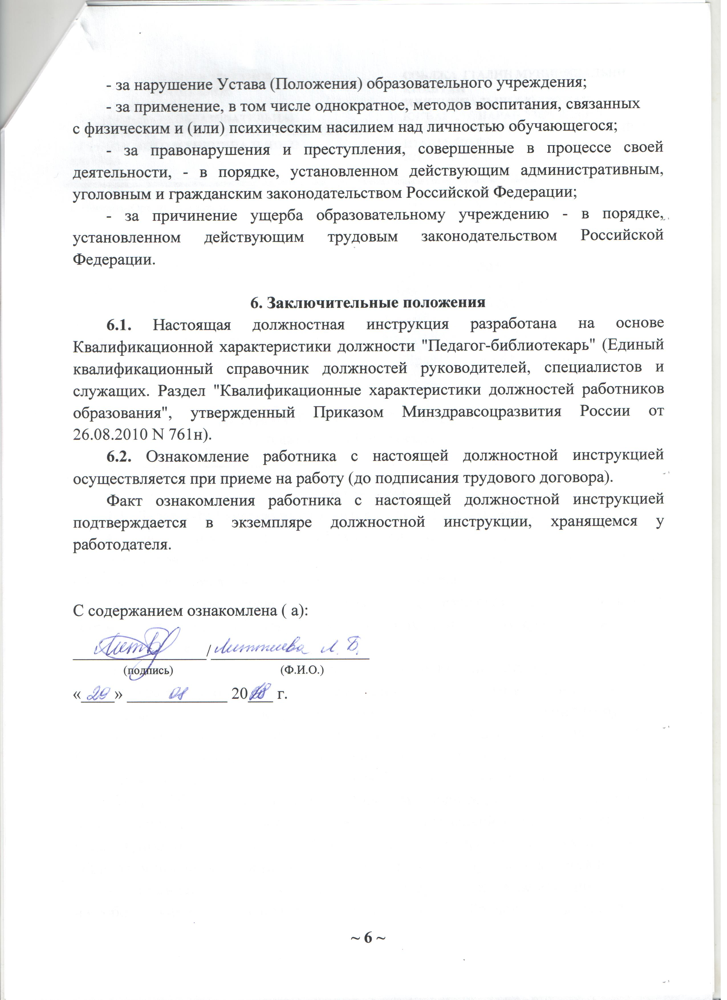 - за нарушение Устава (Положения) образовательного учреждения;
- за применение, в том числе однократное, методов воспитания, связанных
с физическим и (или) психическим насилием над личностью обучающегося;
- за правонарушения и преступления, совершенные в процессе своей
деятельности, - в порядке, установленном действующим административным,
уголовным и гражданским законодательством Российской Федерации;
- за причинение ущерба образовательному учреждению - в порядке,
установленном действующим трудовым законодательством Российской
Федерации.
6. Заключительные положения
6.1. Настоящая должностная инструкция разработана на основе
Квалификационной характеристики должности "Педагог-библиотекарь" (Единый
квалификационный справочник должностей руководителей, специалистов и
служащих. Раздел "Квалификационные характеристики должностей работников
образования", утвержденный Приказом Минздравсоцразвития России от
26.08.2010 N 761н).
6.2. Ознакомление работника с настоящей должностной инструкцией
осуществляется при приеме на работу (до подписания трудового договора).
Факт ознакомления работника с настоящей должностной инструкцией
подтверждается в экземпляре должностной инструкции, хранящемся у
работодателя.
С содержанием ознакомлена ( а):
/ Л. Б.
(подпись) (Ф.И.О.)
«29» 20 г.
~ 6 ~